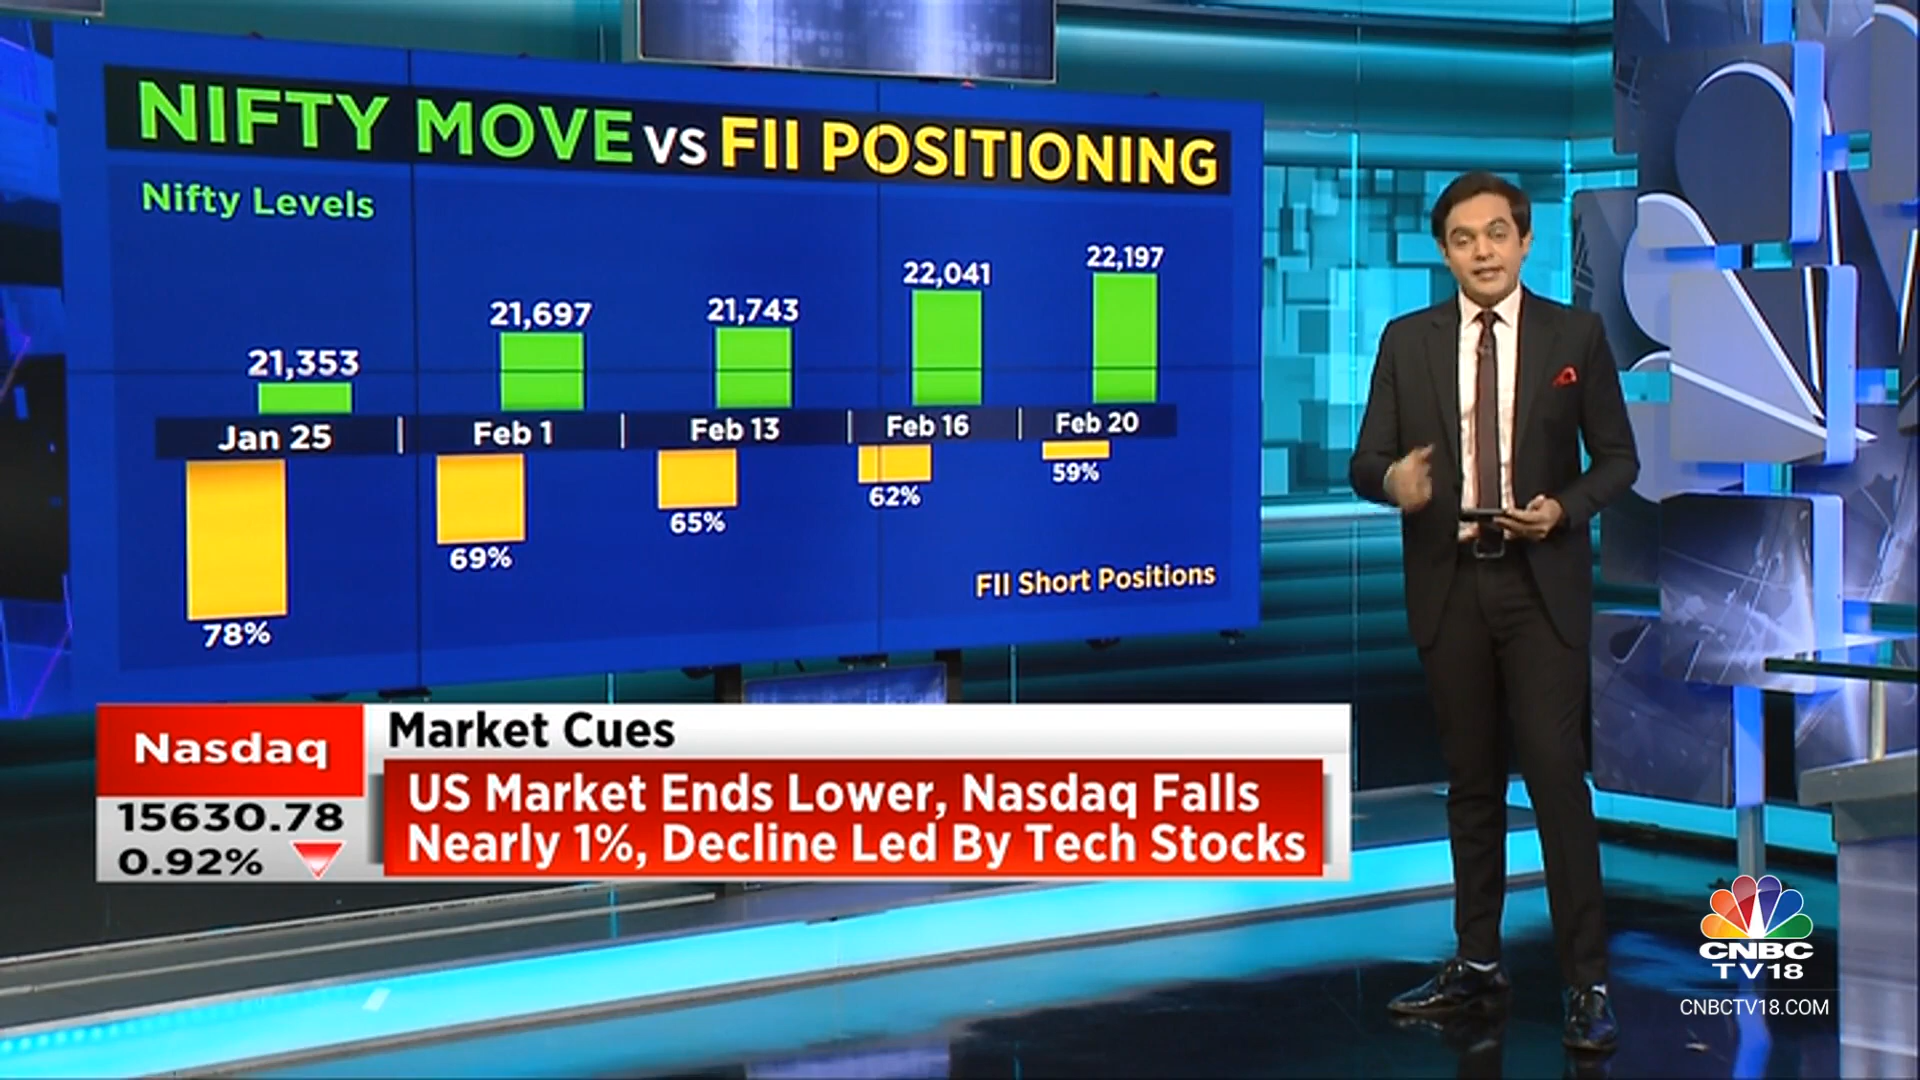 NIFTY MOVE VS FII POSITIONING
Nifty Levels
21,353
21,697
21,743
22,041
22,197
Jan 25 | Feb 1 | Feb 13 | Feb 16 | Feb 20
78%
69%
65%
62%
59%
FII Short Positions
Nasdaq
15630.78
0.92%
Market Cues
US Market Ends Lower, Nasdaq Falls
Nearly 1%, Decline Led By Tech Stocks
CNBC
TV18
CNBCTV18.COM